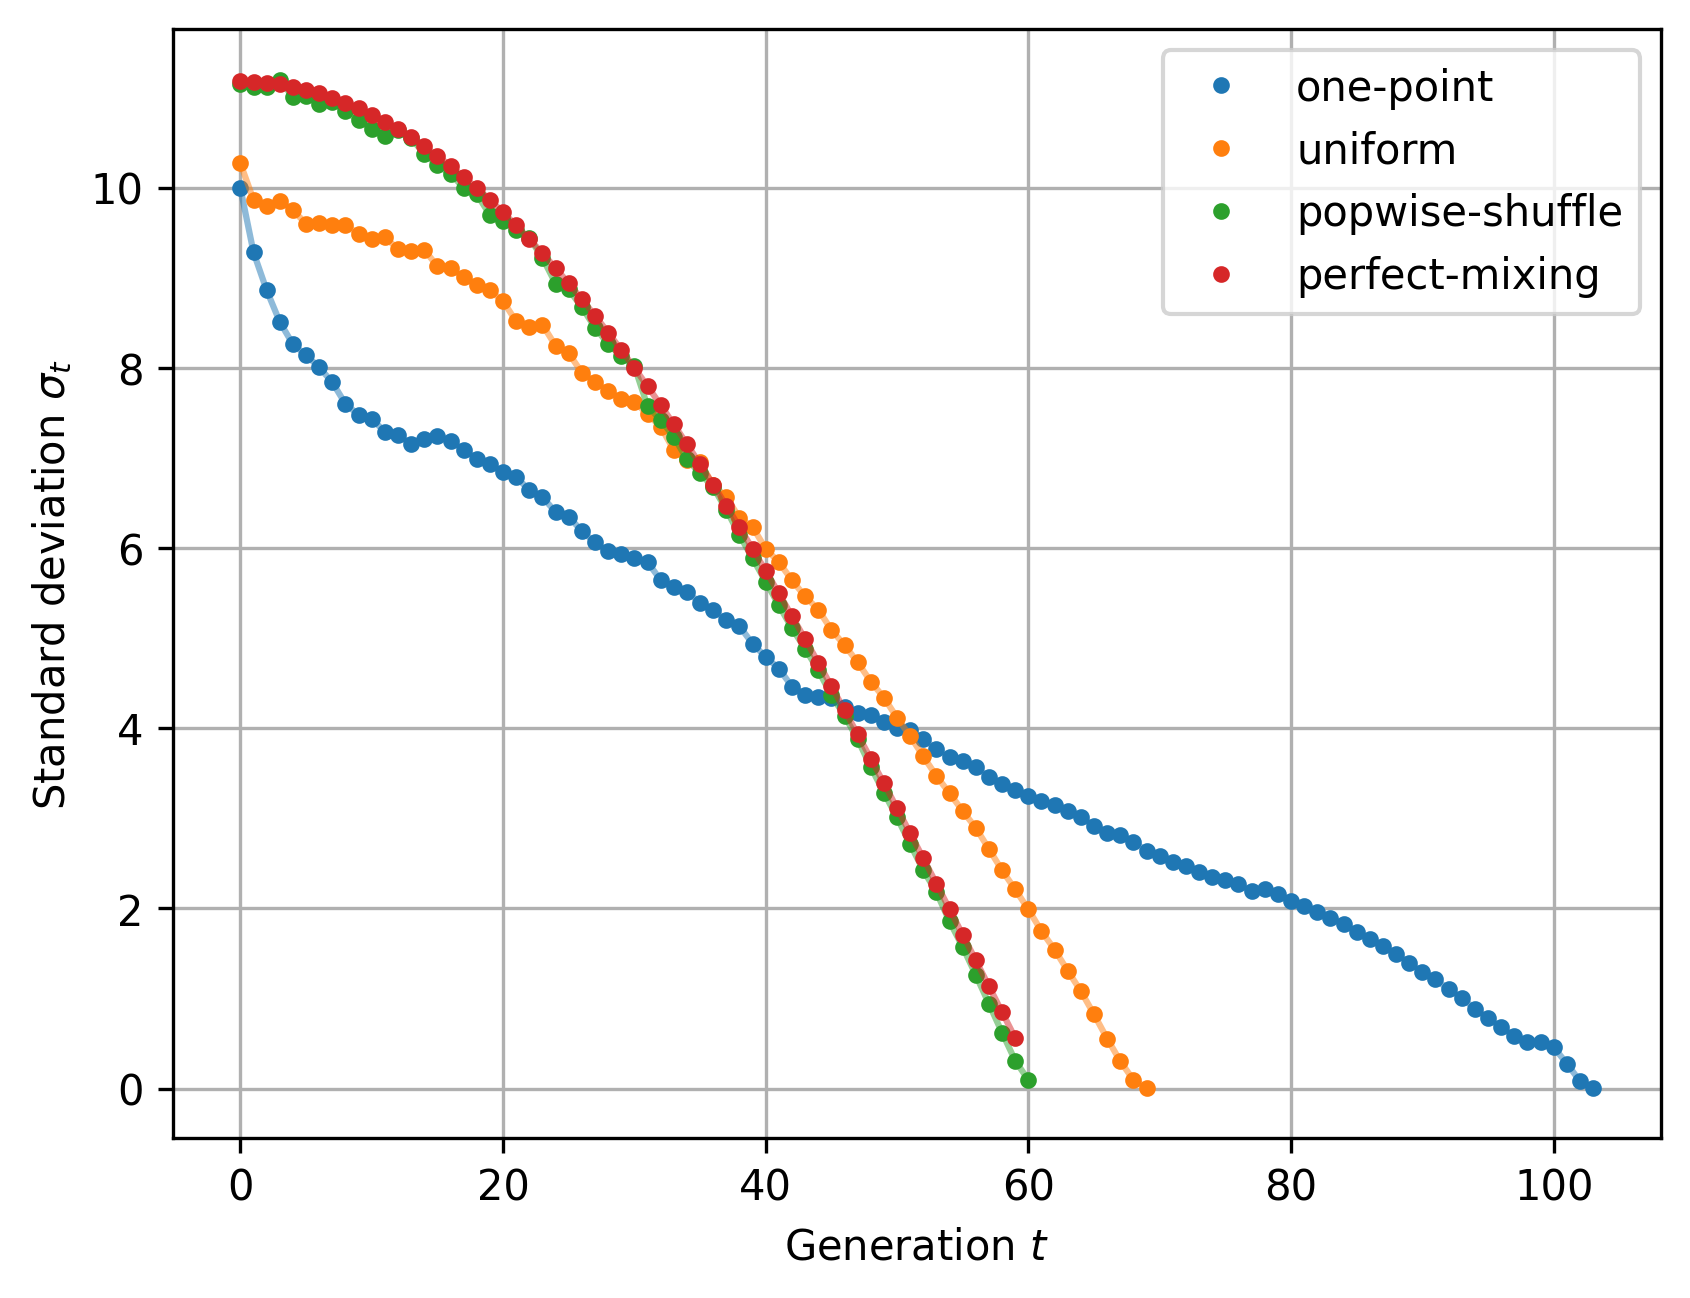 one-point
uniform
popwise-shuffle
perfect-mixing
Standard deviation σₜ
10
8
6
4
2
0
0 20 40 60 80 100
Generation t